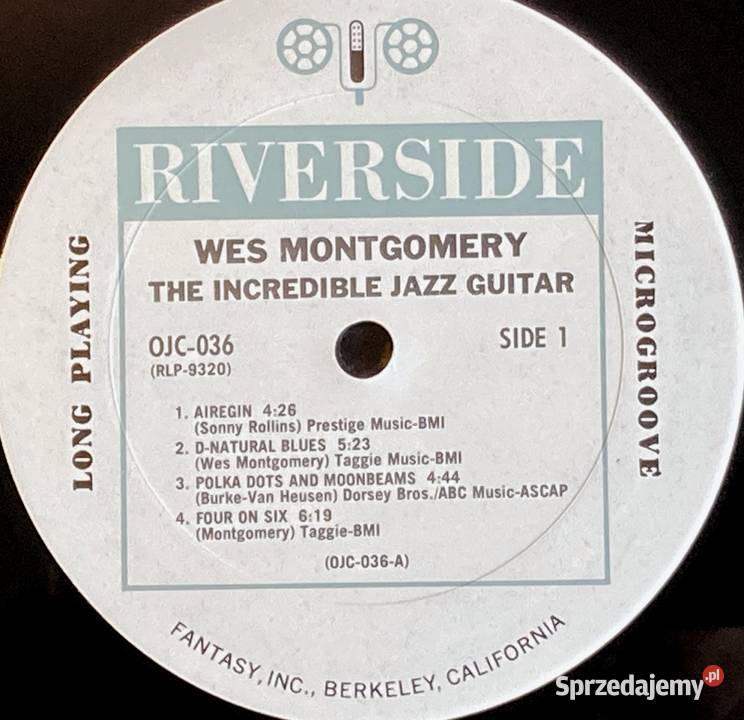 RIVERSIDE
WES MONTGOMERY
THE INCREDIBLE JAZZ GUITAR
LONG PLAYING
MICROGROOVE
OJC-036
SIDE 1
(RLP-9320)
1. AIREGIN 4:26
(Sonny Rollins) Prestige Music-BMI
2. D-NATURAL BLUES 5:23
(Wes Montgomery) Taggie Music-BMI
3. POLKA DOTS AND MOONBEAMS 4:44
(Burke-Van Heusen) Dorsey Bros./ABC Music-ASCAP
4. FOUR ON SIX 6:19
(Montgomery) Taggie-BMI
(OJC-036-A)
FANTASY, INC., BERKELEY, CALIFORNIA
Sprzedajemy.pl